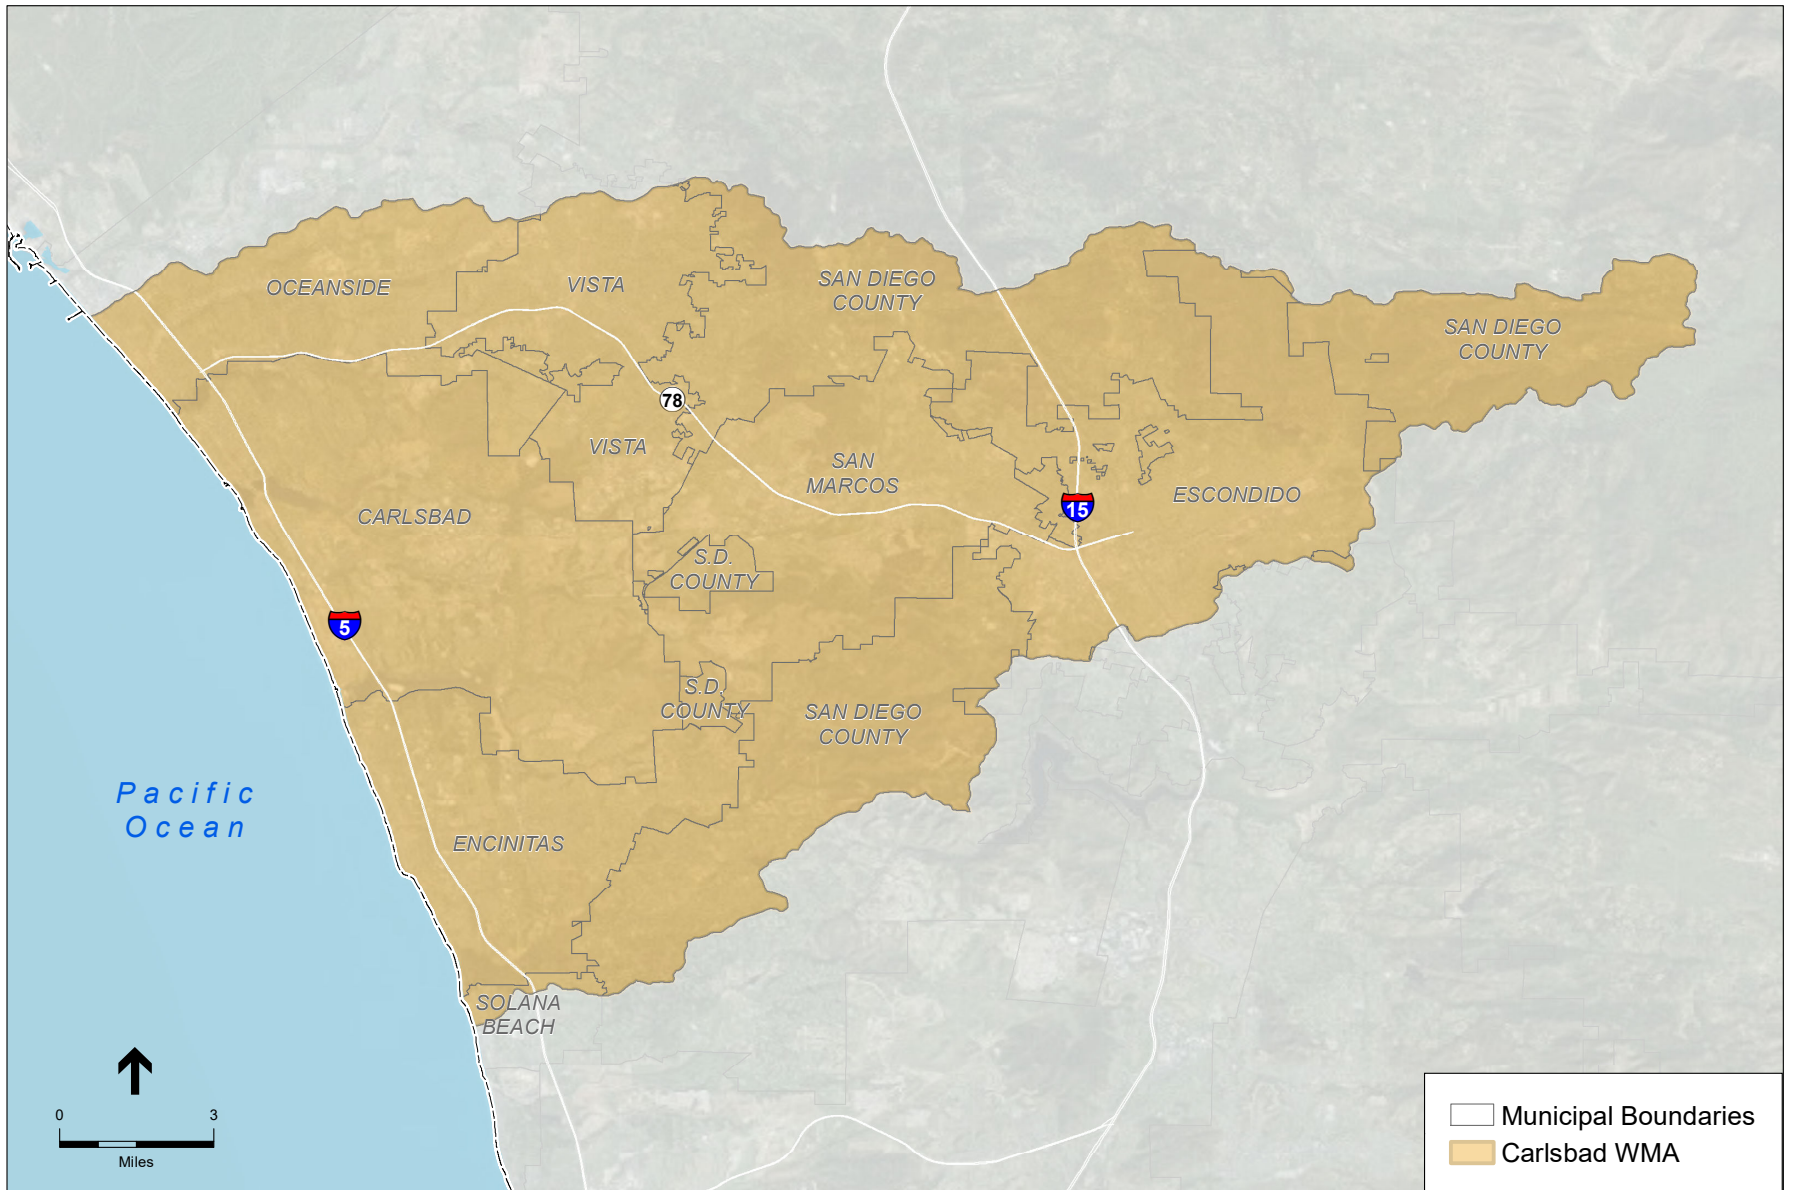 OCEANSIDE
VISTA
SAN DIEGO
COUNTY
SAN DIEGO
COUNTY
78
VISTA
SAN
MARCOS
ESCONDIDO
15
CARLSBAD
S.D.
COUNTY
5
S.D.
COUNTY
SAN DIEGO
COUNTY
Pacific
Ocean
ENCINITAS
SOLANA
BEACH
0 3
Miles
Municipal Boundaries
Carlsbad WMA